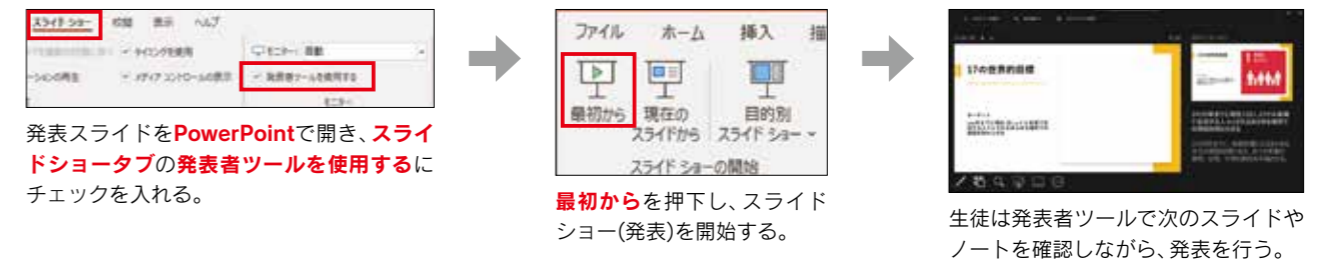 スライド ショー 校閲 表示 ヘルプ
タイミングを使用
モニター: 自動
メディア コントロールの表示
発表者ツールを使用する
モニター
発表スライドをPowerPointで開き、スライ
ドショータブの発表者ツールを使用するに
チェックを入れる。
ファイル ホーム 挿入 描
最初から 現在の 目的別
スライドから スライド ショー
スライド ショーの開始
最初からを押下し、スライド
ショー(発表)を開始する。
17の世界的目標
生徒は発表者ツールで次のスライドや
ノートを確認しながら、発表を行う。